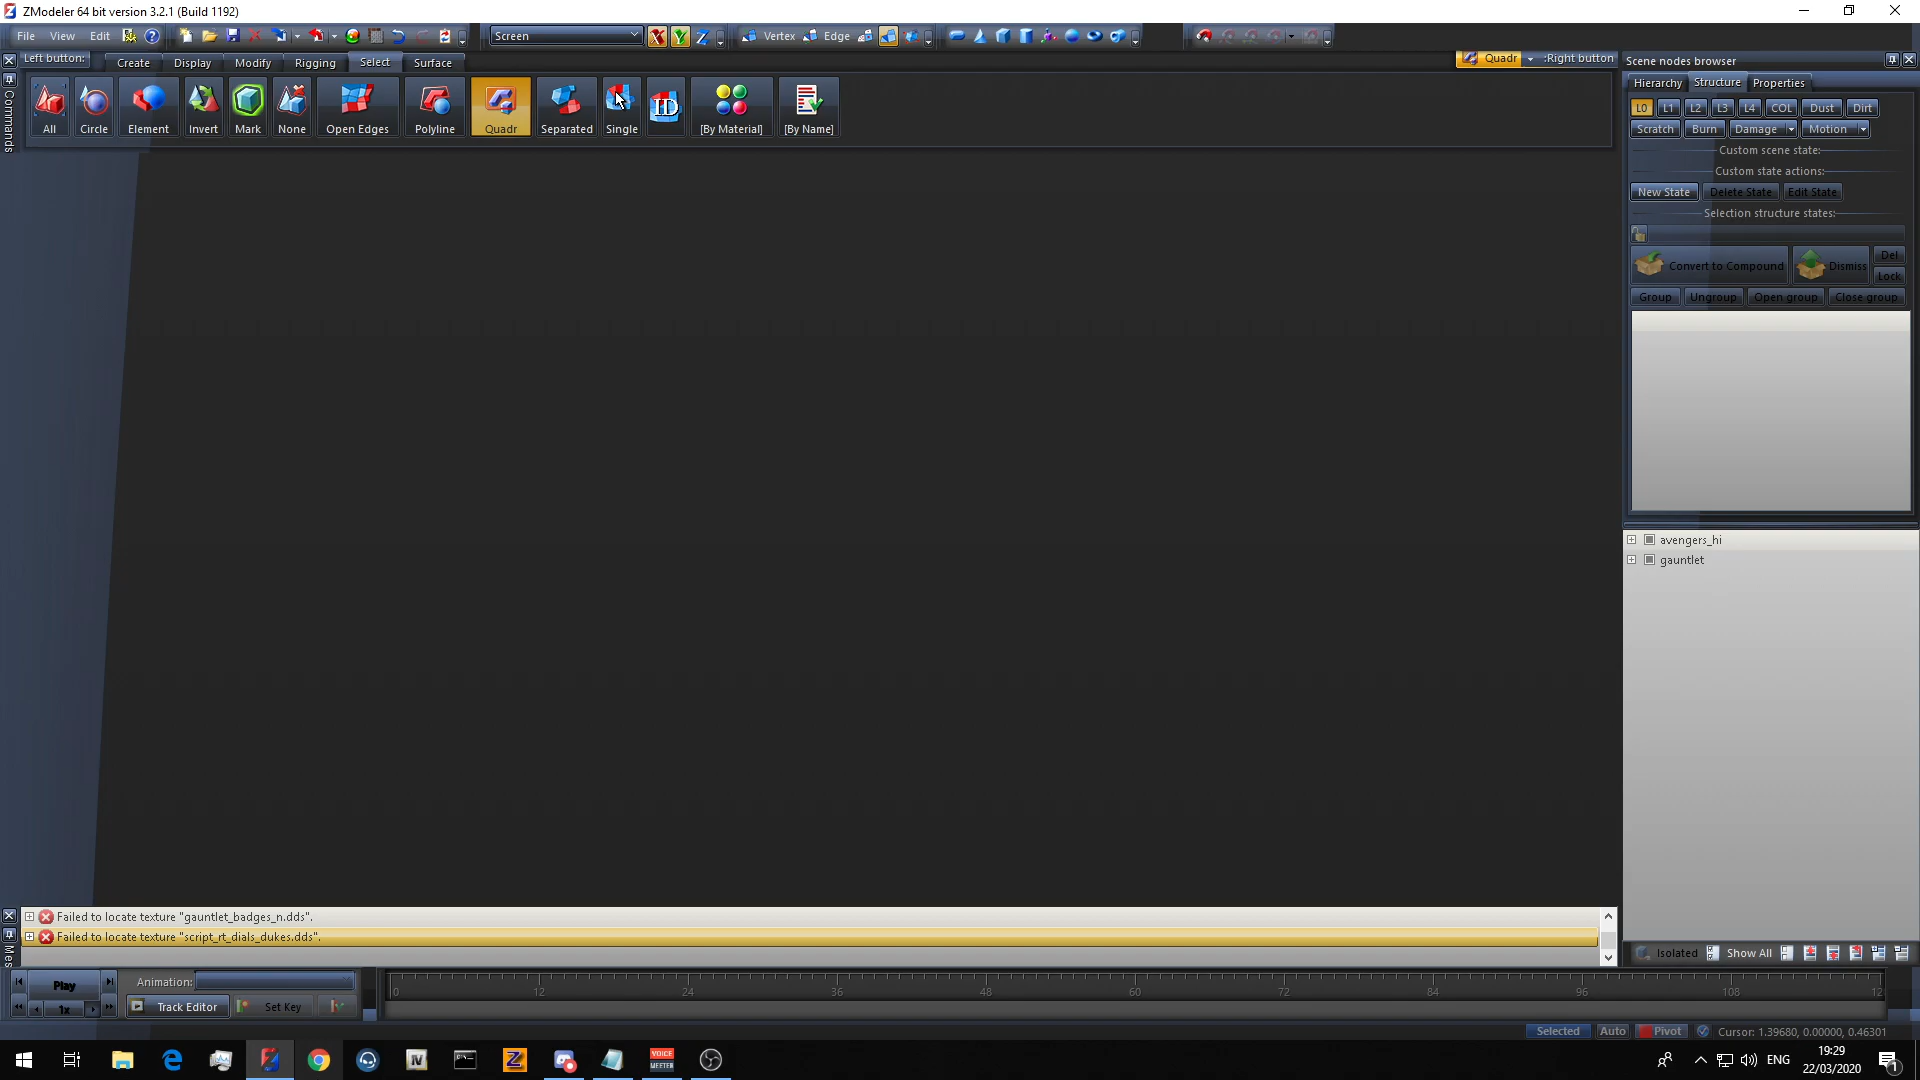 ZModeler 64 bit version 3.2.1 (Build 1192)
File View Edit Screen X Y Z Vertex Edge
Left button: Create Display Modify Rigging Select Surface Quadr :Right button
All Circle Element Invert Mark None Open Edges Polyline Quadr Separated Single ID [By Material] [By Name]
Commands
Scene nodes browser
Hierarchy Structure Properties
L0 L1 L2 L3 L4 COL Dust Dirt
Scratch Burn Damage Motion
Custom scene state:
Custom state actions:
New State Delete State Edit State
Selection structure states:
Convert to Compound Dismiss Del
Lock
Group Ungroup Open group Close group
avengers_hi
gauntlet
Failed to locate texture "gauntlet_badges_n.dds".
Failed to locate texture "script_rt_dials_dukes.dds".
Mes
Isolated Show All
Play Animation:
1x Track Editor Set Key
0 12 24 36 48 60 72 84 96 108 12
Selected Auto Pivot Cursor: 1.39680, 0.00000, 0.46301
VOICE
MEETER
IV
ENG
19:29
22/03/2020
1